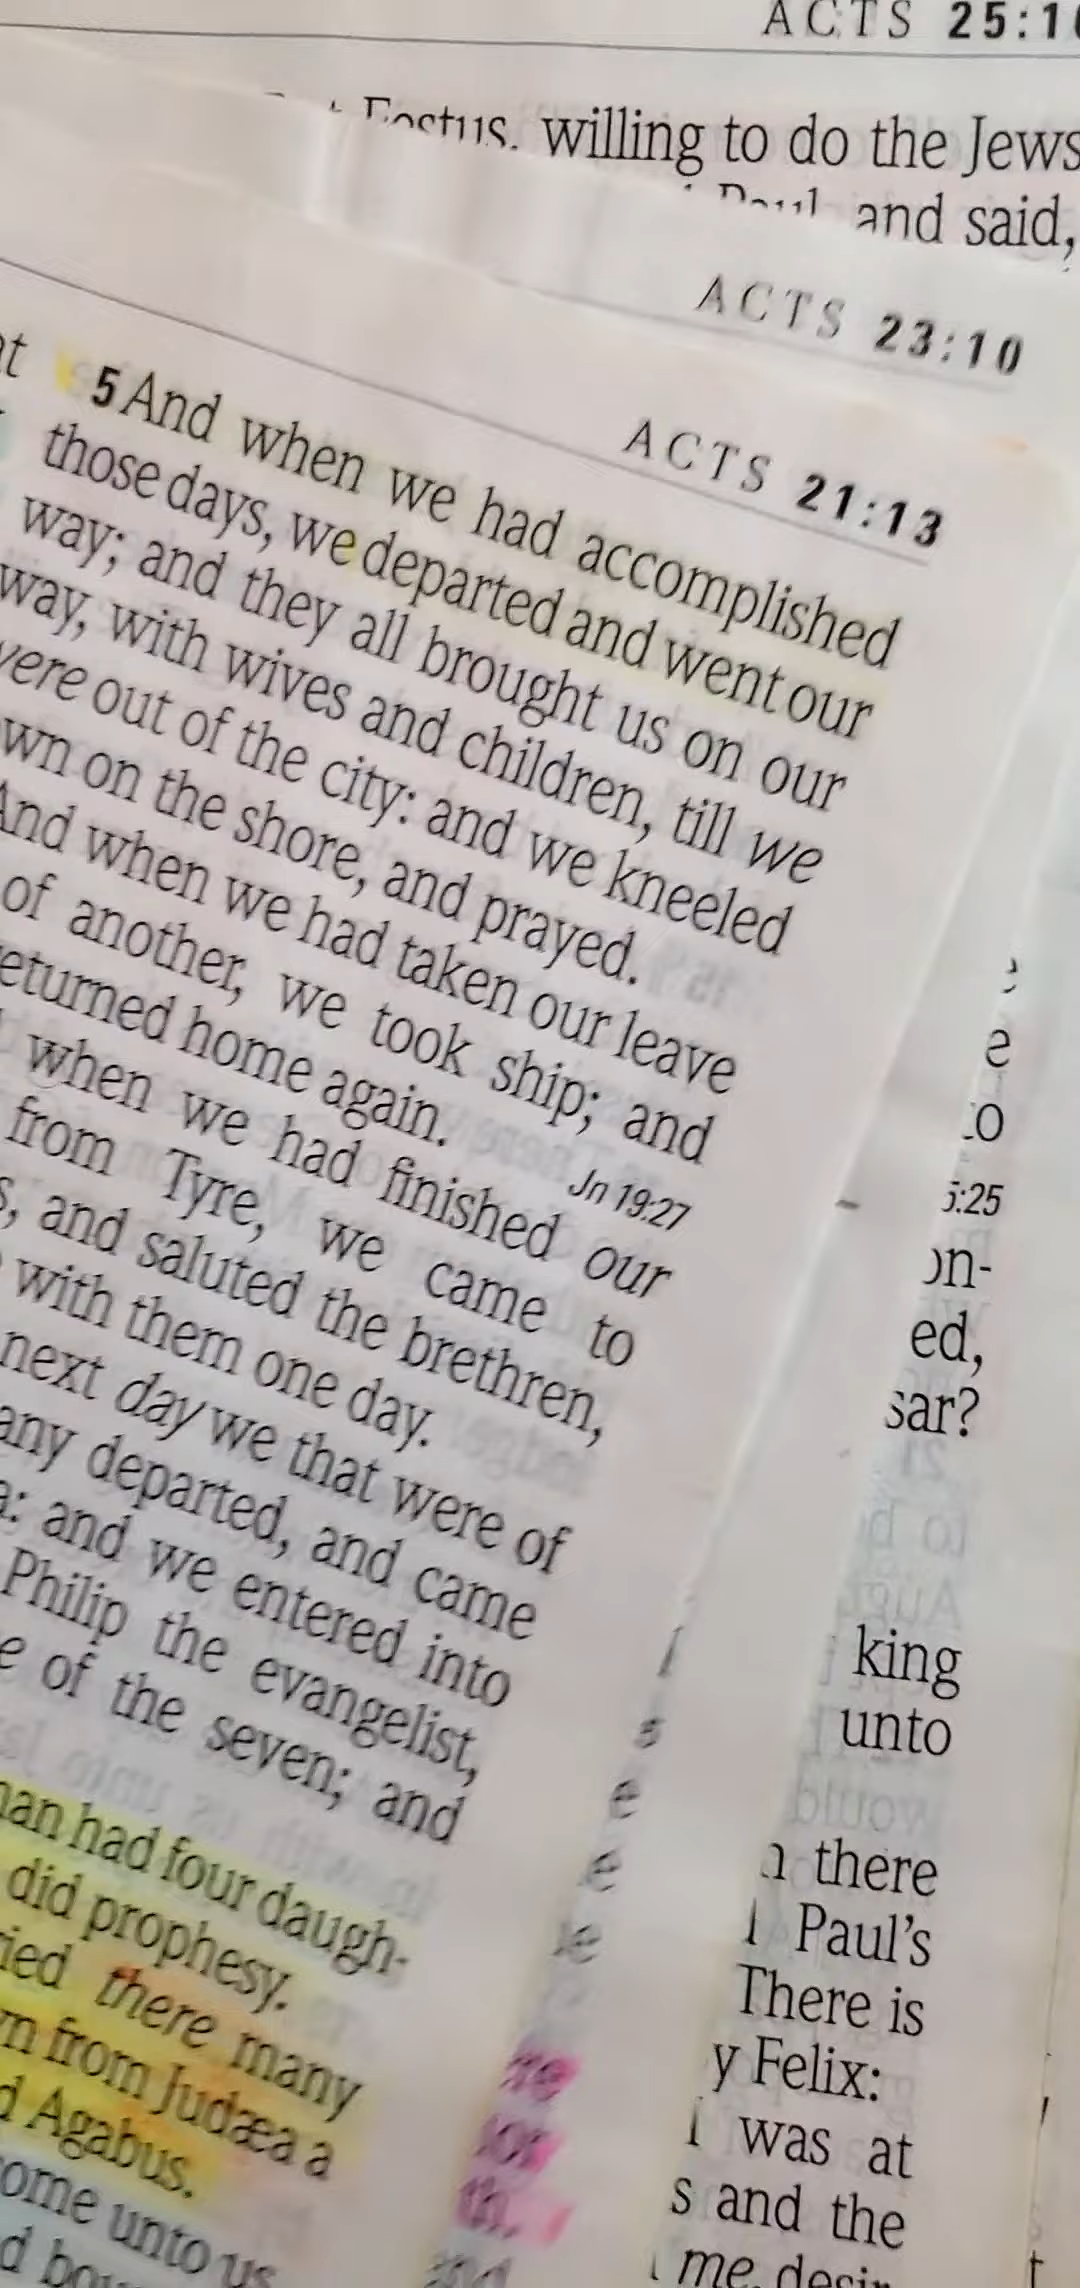 ACTS 25:1
Festus, willing to do the Jews
Paul and said,
ACTS 23:10
ACTS 21:13
5 And when we had accomplished
those days, we departed and went our
way; and they all brought us on our
way, with wives and children, till we
out of the city: and we kneeled
on the shore, and prayed.
And when we had taken our leave
of another, we took ship; and
home again.
Jn 19:27
when we had finished our
from Tyre, we came to
and saluted the brethren,
with them one day.
next day we that were of
departed, and came
and we entered into
Philip the evangelist,
of the seven; and
had four daugh-
did prophesy.
there many
from Judæa a
Agabus.
unto us
5:25
on-
ed,
sar?
king
unto
there
Paul's
There is
y Felix:
was at
s and the
me, desir